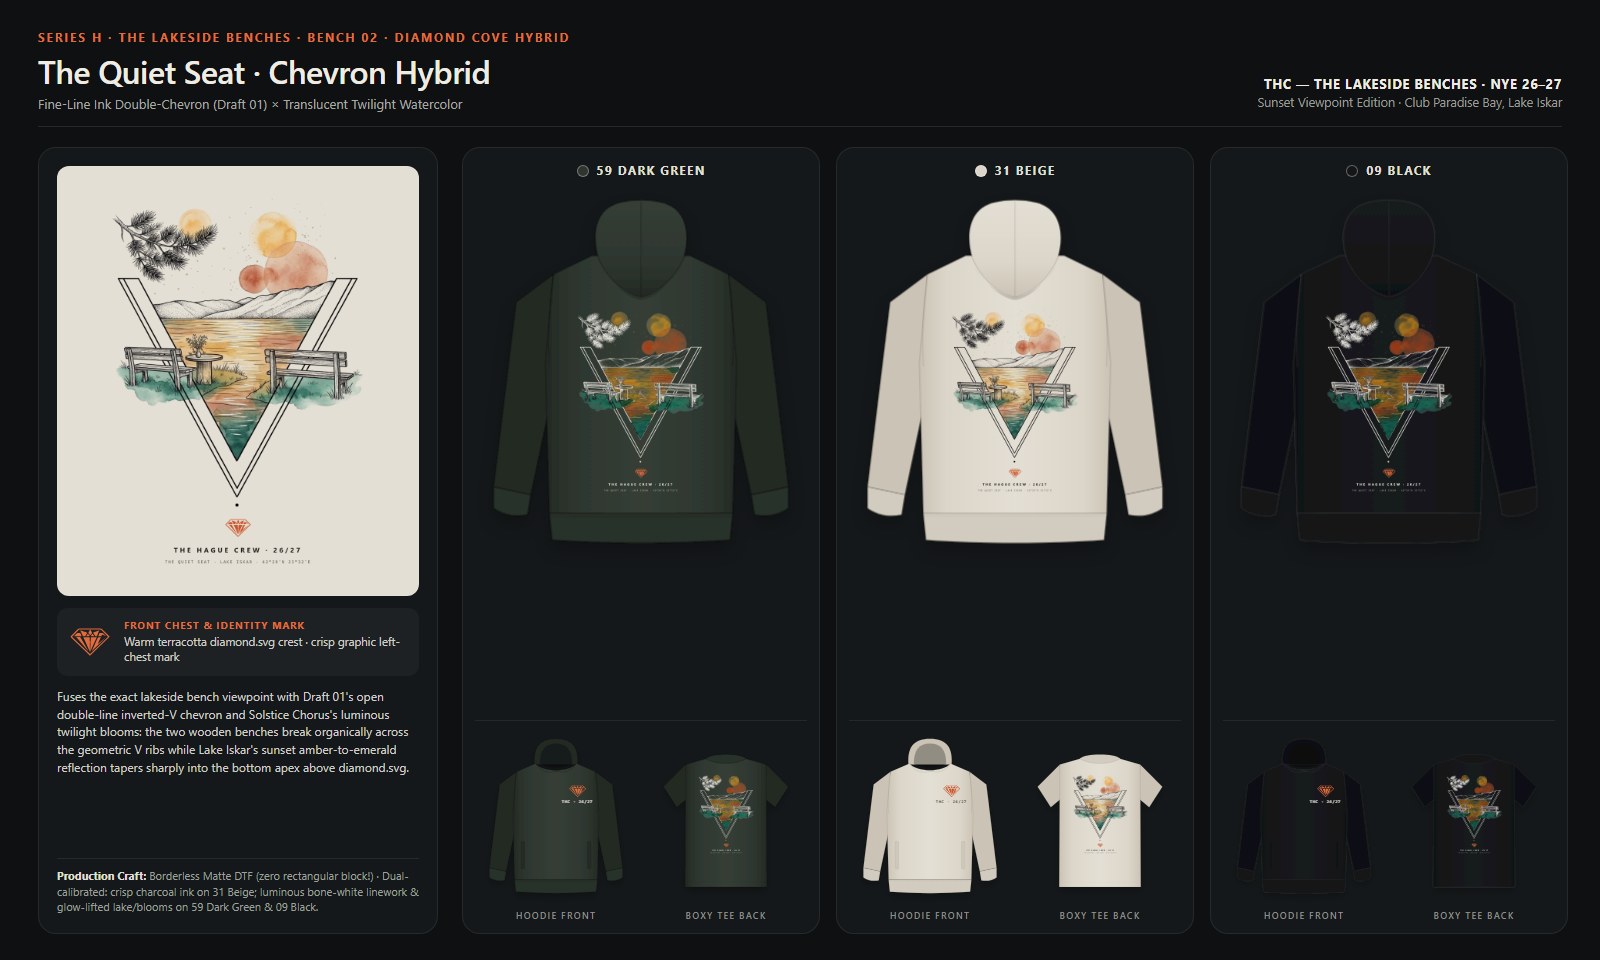 SERIES H · THE LAKESIDE BENCHES · BENCH 02 · DIAMOND COVE HYBRID
The Quiet Seat · Chevron Hybrid
Fine-Line Ink Double-Chevron (Draft 01) × Translucent Twilight Watercolor
THC — THE LAKESIDE BENCHES · NYE 26–27
Sunset Viewpoint Edition · Club Paradise Bay, Lake Iskar
THE HAGUE CREW · 26/27
THE QUIET SEAT · LAKE ISKAR
FRONT CHEST & IDENTITY MARK
Warm terracotta diamond.svg crest · crisp graphic left-
chest mark
Fuses the exact lakeside bench viewpoint with Draft 01's open
double-line inverted-V chevron and Solstice Chorus's luminous
twilight blooms: the two wooden benches break organically across
the geometric V ribs while Lake Iskar's sunset amber-to-emerald
reflection tapers sharply into the bottom apex above diamond.svg.
Production Craft: Borderless Matte DTF (zero rectangular block!) · Dual-
calibrated: crisp charcoal ink on 31 Beige; luminous bone-white linework &
glow-lifted lake/blooms on 59 Dark Green & 09 Black.
59 DARK GREEN
THE HAGUE CREW · 26/27
THC · 26/27
HOODIE FRONT
BOXY TEE BACK
31 BEIGE
THE HAGUE CREW · 26/27
THC · 26/27
HOODIE FRONT
BOXY TEE BACK
09 BLACK
THE HAGUE CREW · 26/27
THC · 26/27
HOODIE FRONT
BOXY TEE BACK